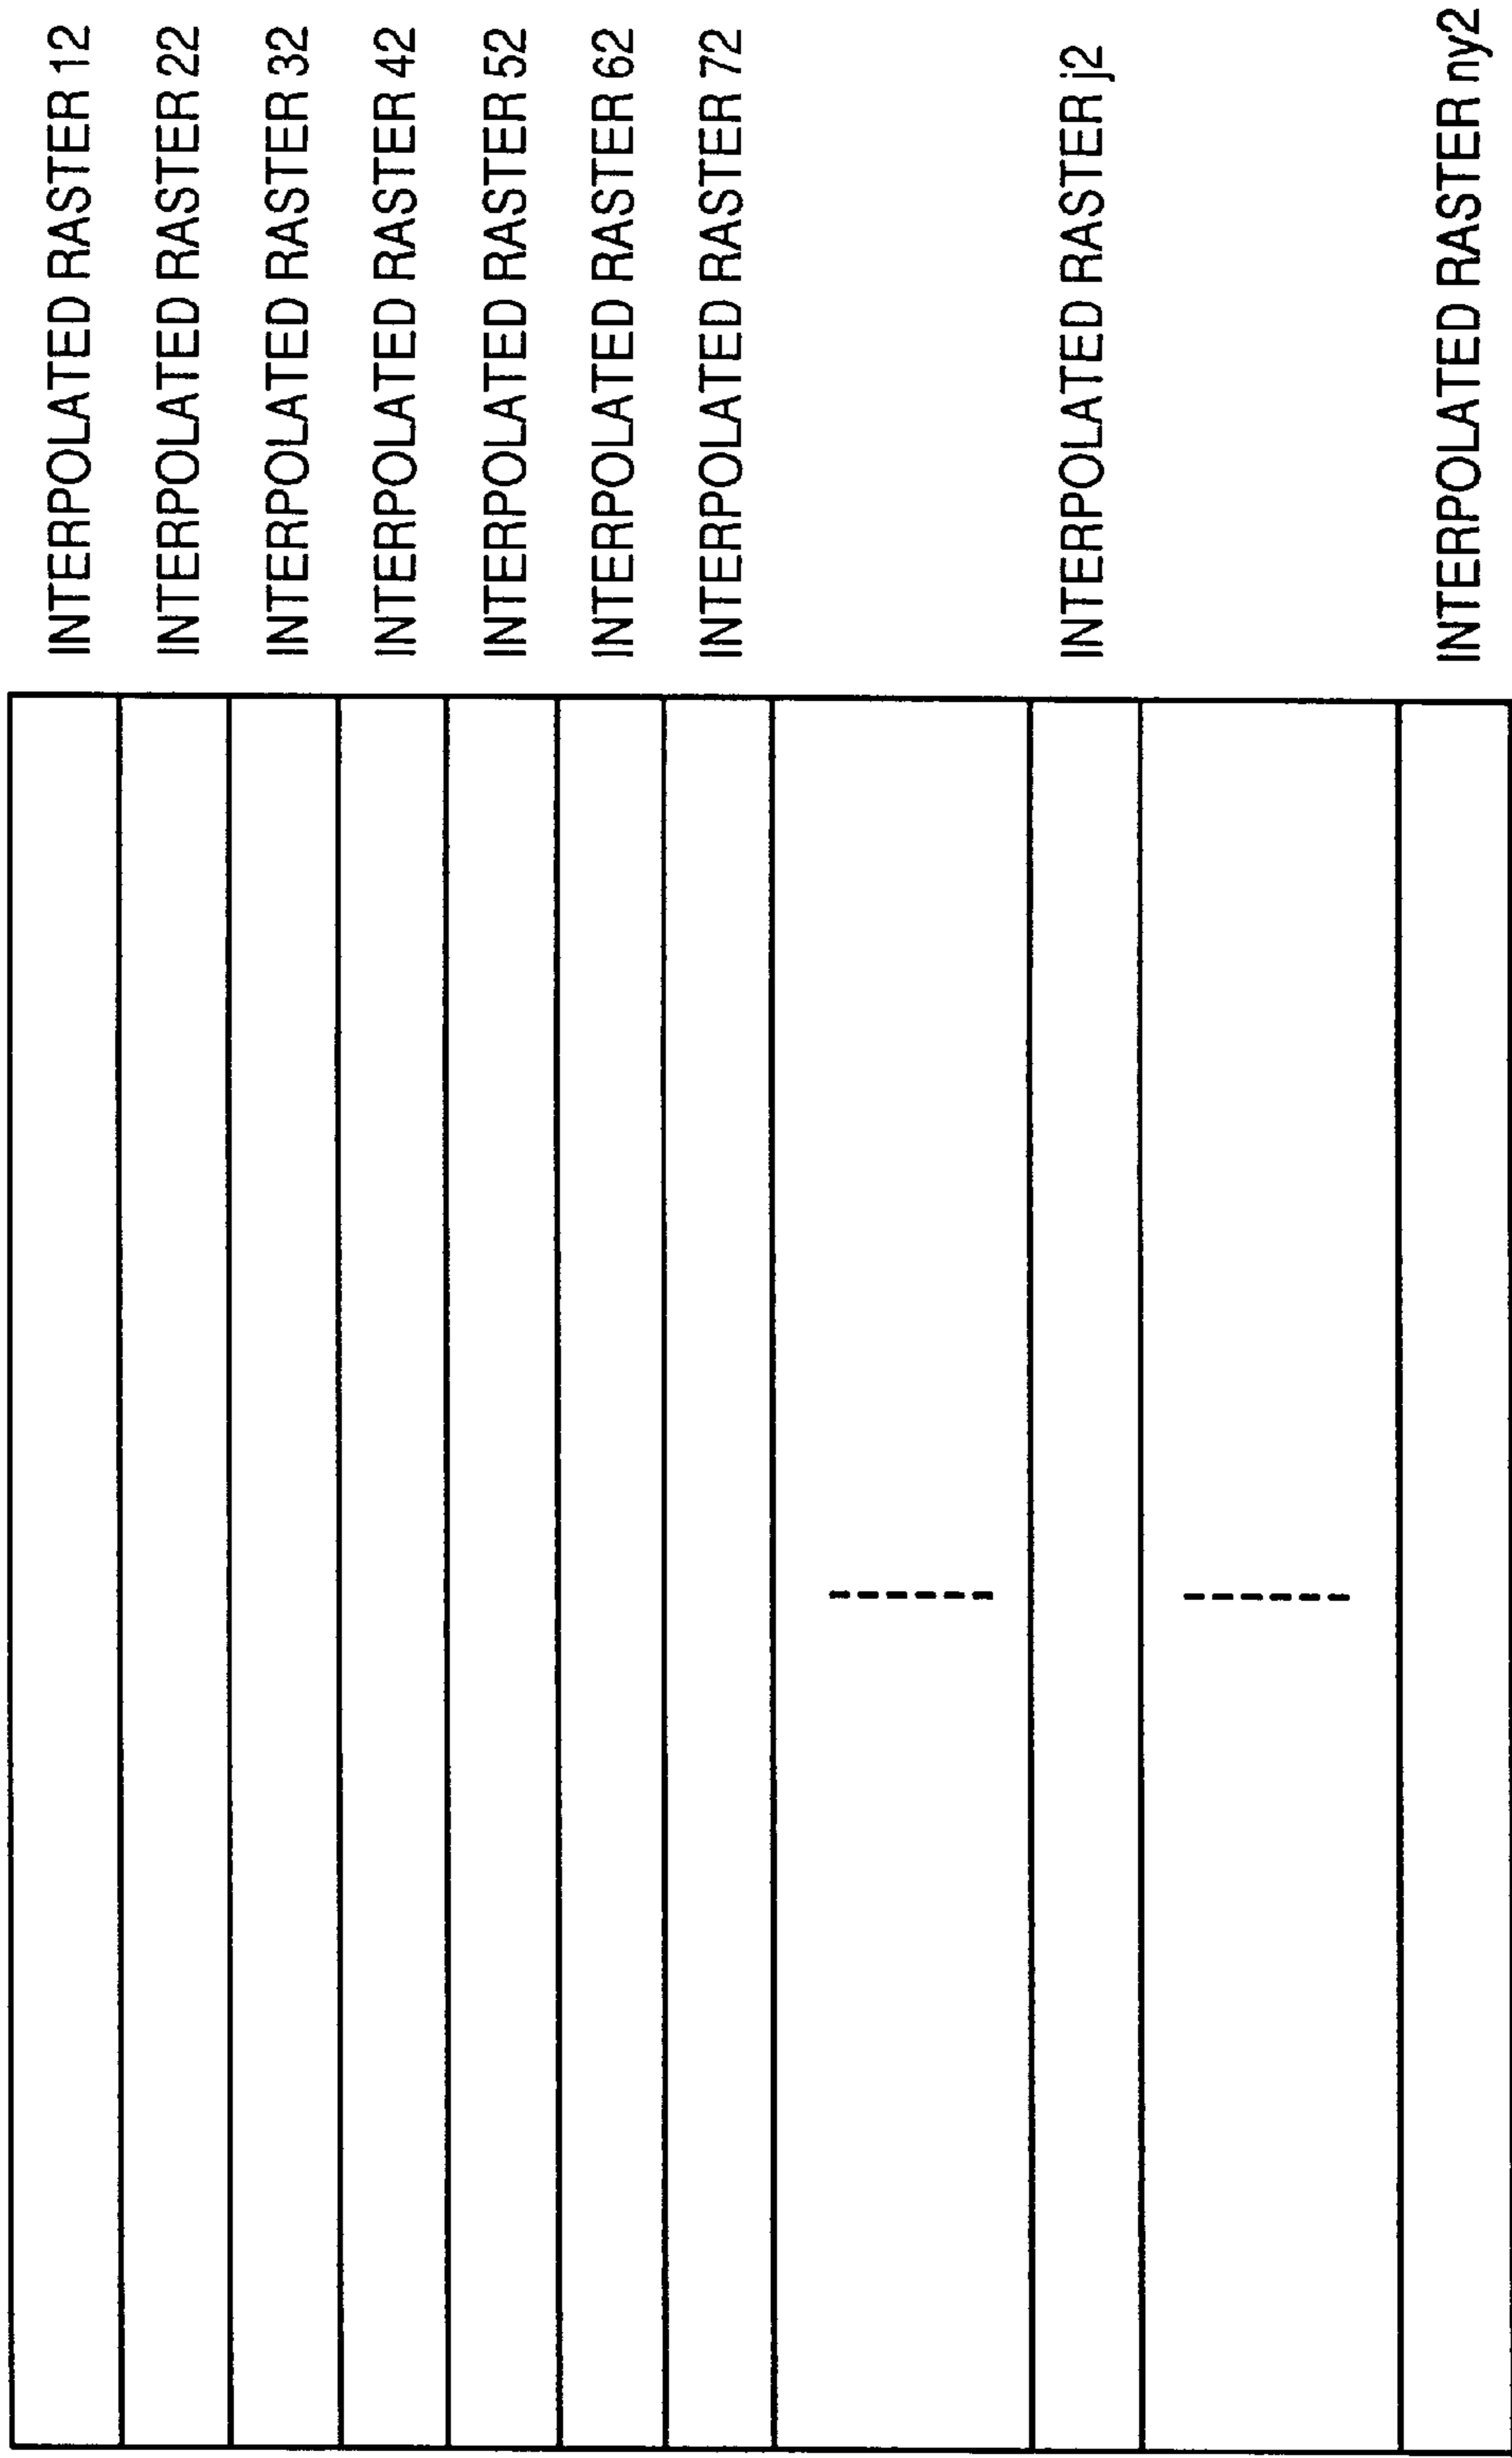 INTERPOLATED RASTER 12
INTERPOLATED RASTER 22
INTERPOLATED RASTER 32
INTERPOLATED RASTER 42
INTERPOLATED RASTER 52
INTERPOLATED RASTER 62
INTERPOLATED RASTER 72
INTERPOLATED RASTER j2
INTERPOLATED RASTER ny2